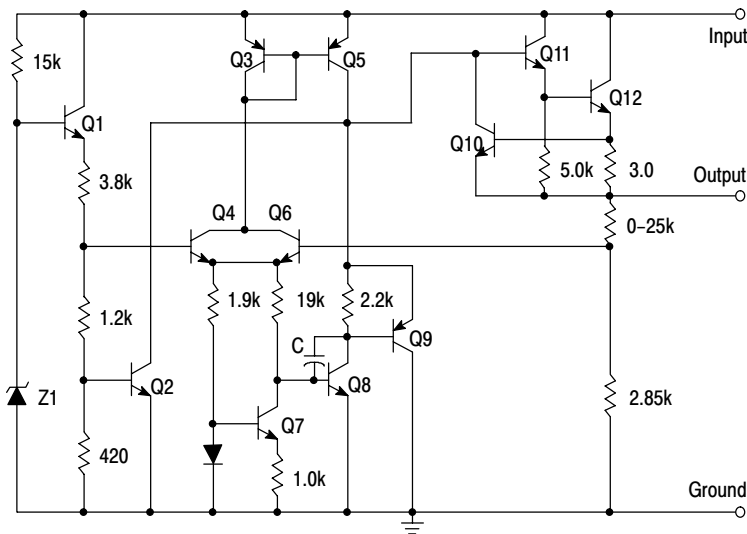 Input
15k
Q3
Q5
Q11
Q12
Q1
Q10
3.8k
5.0k
3.0
Output
Q4
Q6
0–25k
1.9k
19k
2.2k
1.2k
C
Q9
Z1
Q2
Q8
2.85k
Q7
420
1.0k
Ground